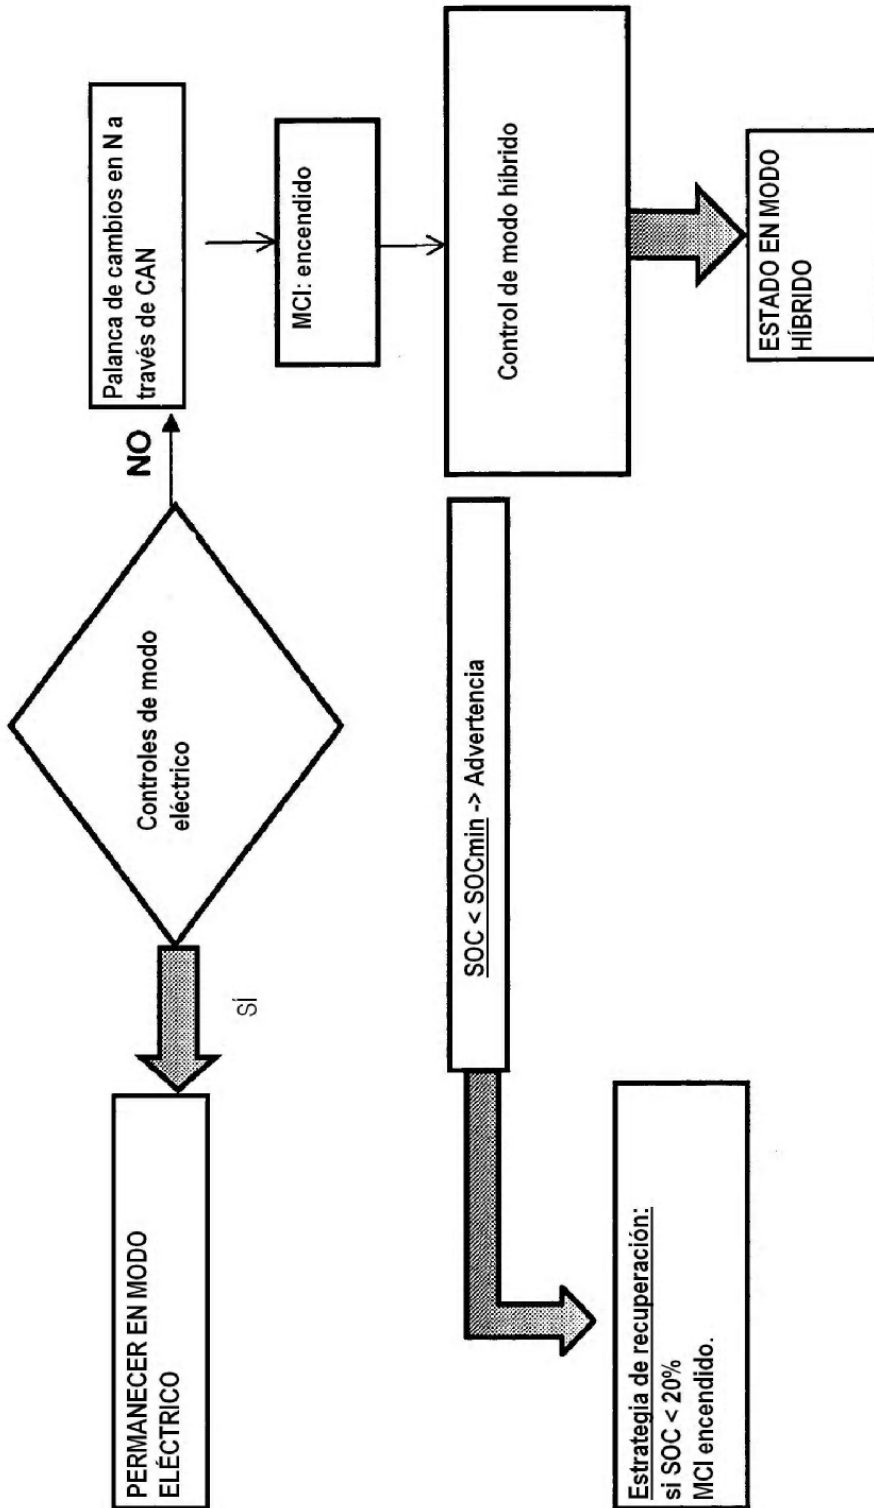 PERMANECER EN MODO
ELÉCTRICO
SÍ
Controles de modo
eléctrico
NO
Palanca de cambios en N a
través de CAN
MCI: encendido
Control de modo híbrido
ESTADO EN MODO
HÍBRIDO
SOC < SOCmin -> Advertencia
Estrategia de recuperación:
si SOC < 20%
MCI encendido.